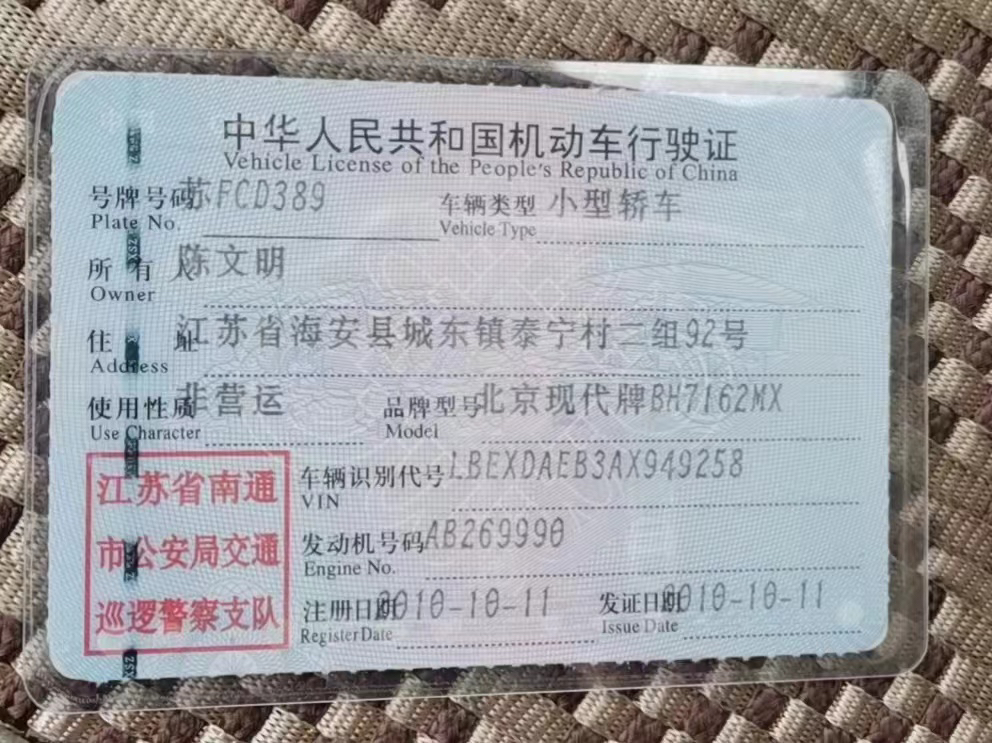 中华人民共和国机动车行驶证
Vehicle License of the People's Republic of China
号牌号码 苏FCD389 车辆类型 小型轿车
Plate No. Vehicle Type
所有人 陈文明
Owner
住址 江苏省海安县城东镇泰宁村二组92号
Address
使用性质 非营运 品牌型号 北京现代牌BH7162MX
Use Character Model
车辆识别代号 LBEXDAEB3AX949258
VIN
发动机号码 AB269990
Engine No.
注册日期 2010-10-11 发证日期 2010-10-11
Register Date Issue Date
江苏省南通
市公安局交通
巡逻警察支队